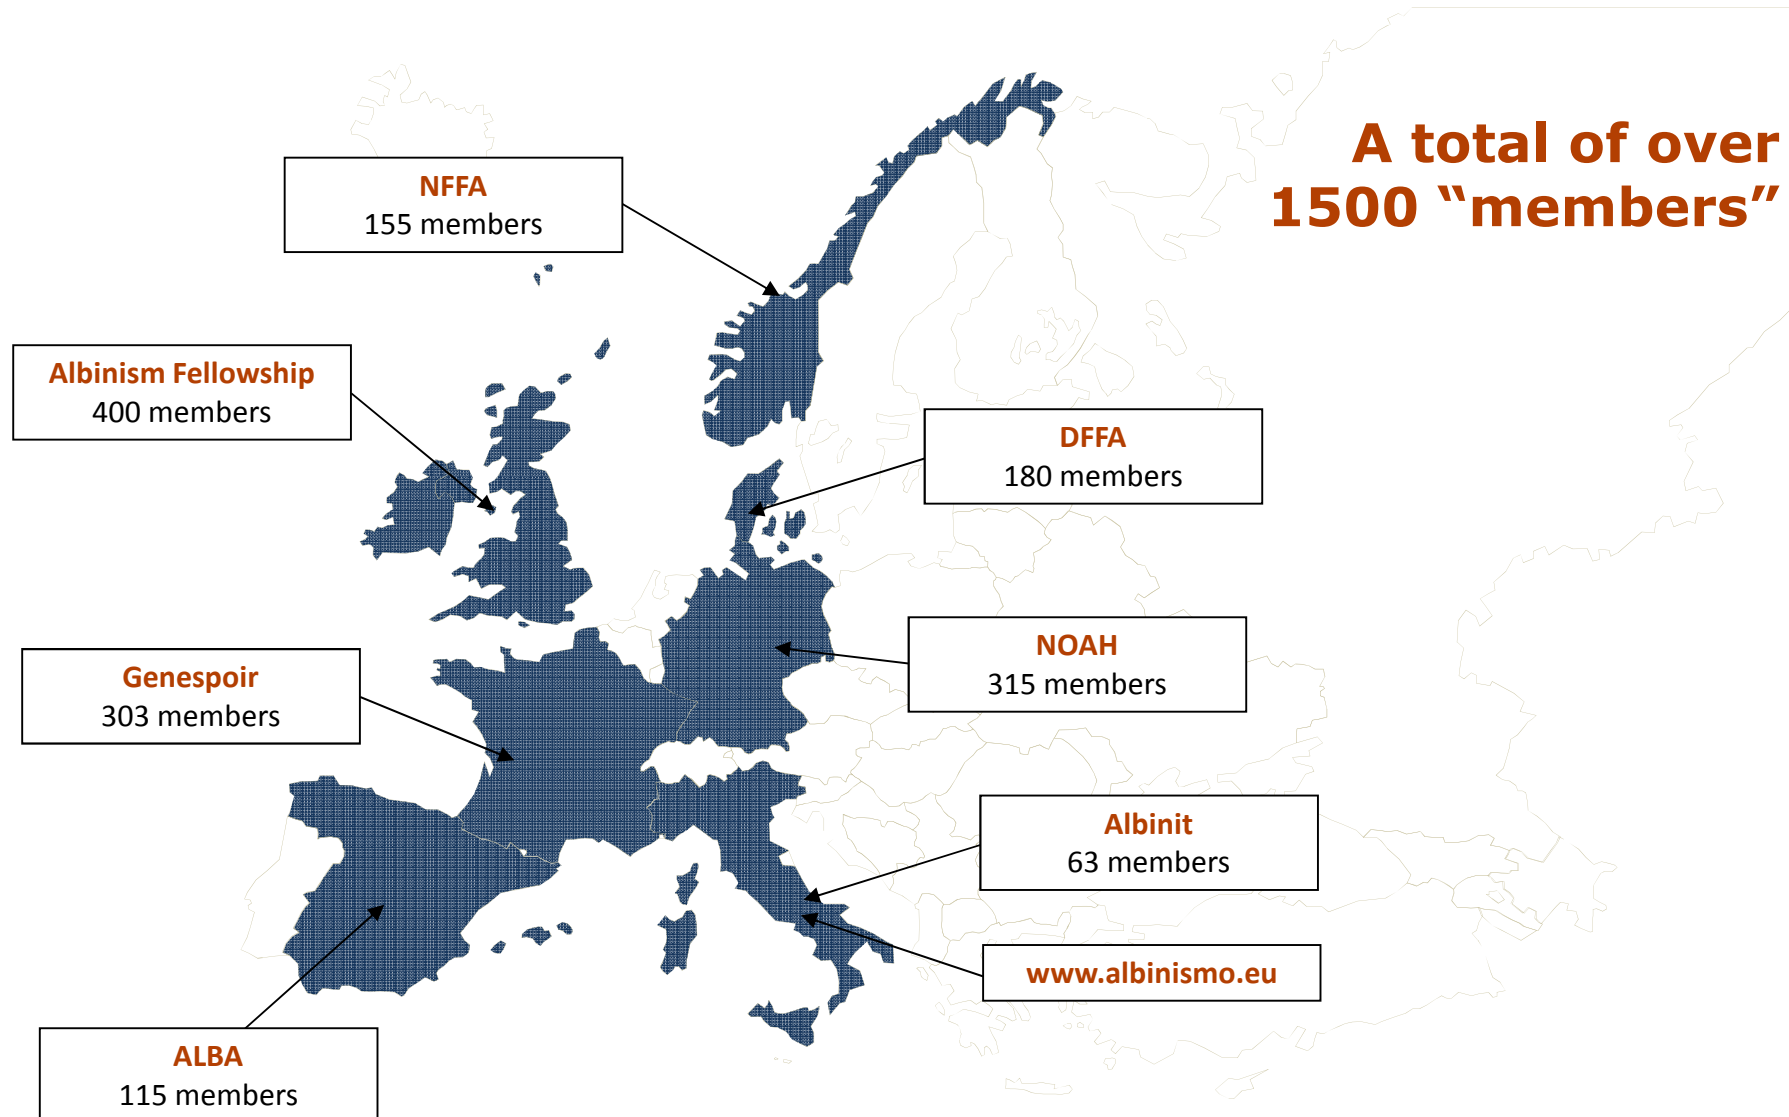 A total of over
1500 “members”
NFFA
155 members
Albinism Fellowship
400 members
DFFA
180 members
NOAH
315 members
Genespoir
303 members
Albinit
63 members
www.albinismo.eu
ALBA
115 members